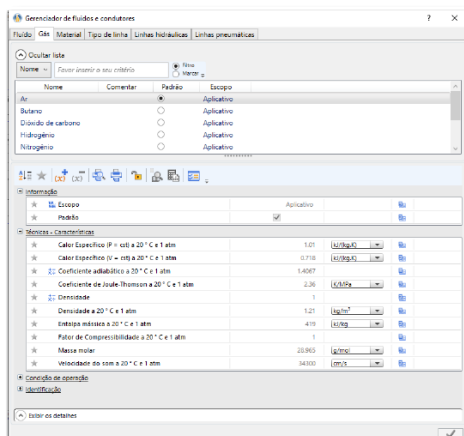 Gerenciador de fluidos e condutores ? X
Fluído Gás Material Tipo de linha Linhas hidráulicas Linhas pneumáticas
Ocultar lista
Nome Favor inserir o seu critério Filtro
Marcar
Nome Comentar Padrão Escopo
Ar Aplicativo
Butano Aplicativo
Dióxido de carbono Aplicativo
Hidrogénio Aplicativo
Nitrogénio Aplicativo
Informação
Escopo Aplicativo
Padrão
Técnicas - Características
Calor Específico (P = cst) a 20 ° C e 1 atm 1.01 kJ/(kg.K)
Calor Específico (V = cst) a 20 ° C e 1 atm 0.718 kJ/(kg.K)
Coeficiente adiabático a 20 ° C e 1 atm 1.4067
Coeficiente de Joule-Thomson a 20 ° C e 1 atm 2.36 K/MPa
Densidade 1
Densidade a 20 ° C e 1 atm 1.21 kg/m³
Entalpia mássica a 20 ° C e 1 atm 419 kJ/kg
Fator de Compressibilidade a 20 ° C e 1 atm 1
Massa molar 28.965 g/mol
Velocidade do som a 20 ° C e 1 atm 34300 cm/s
Condição de operação
Identificação
Exibir os detalhes